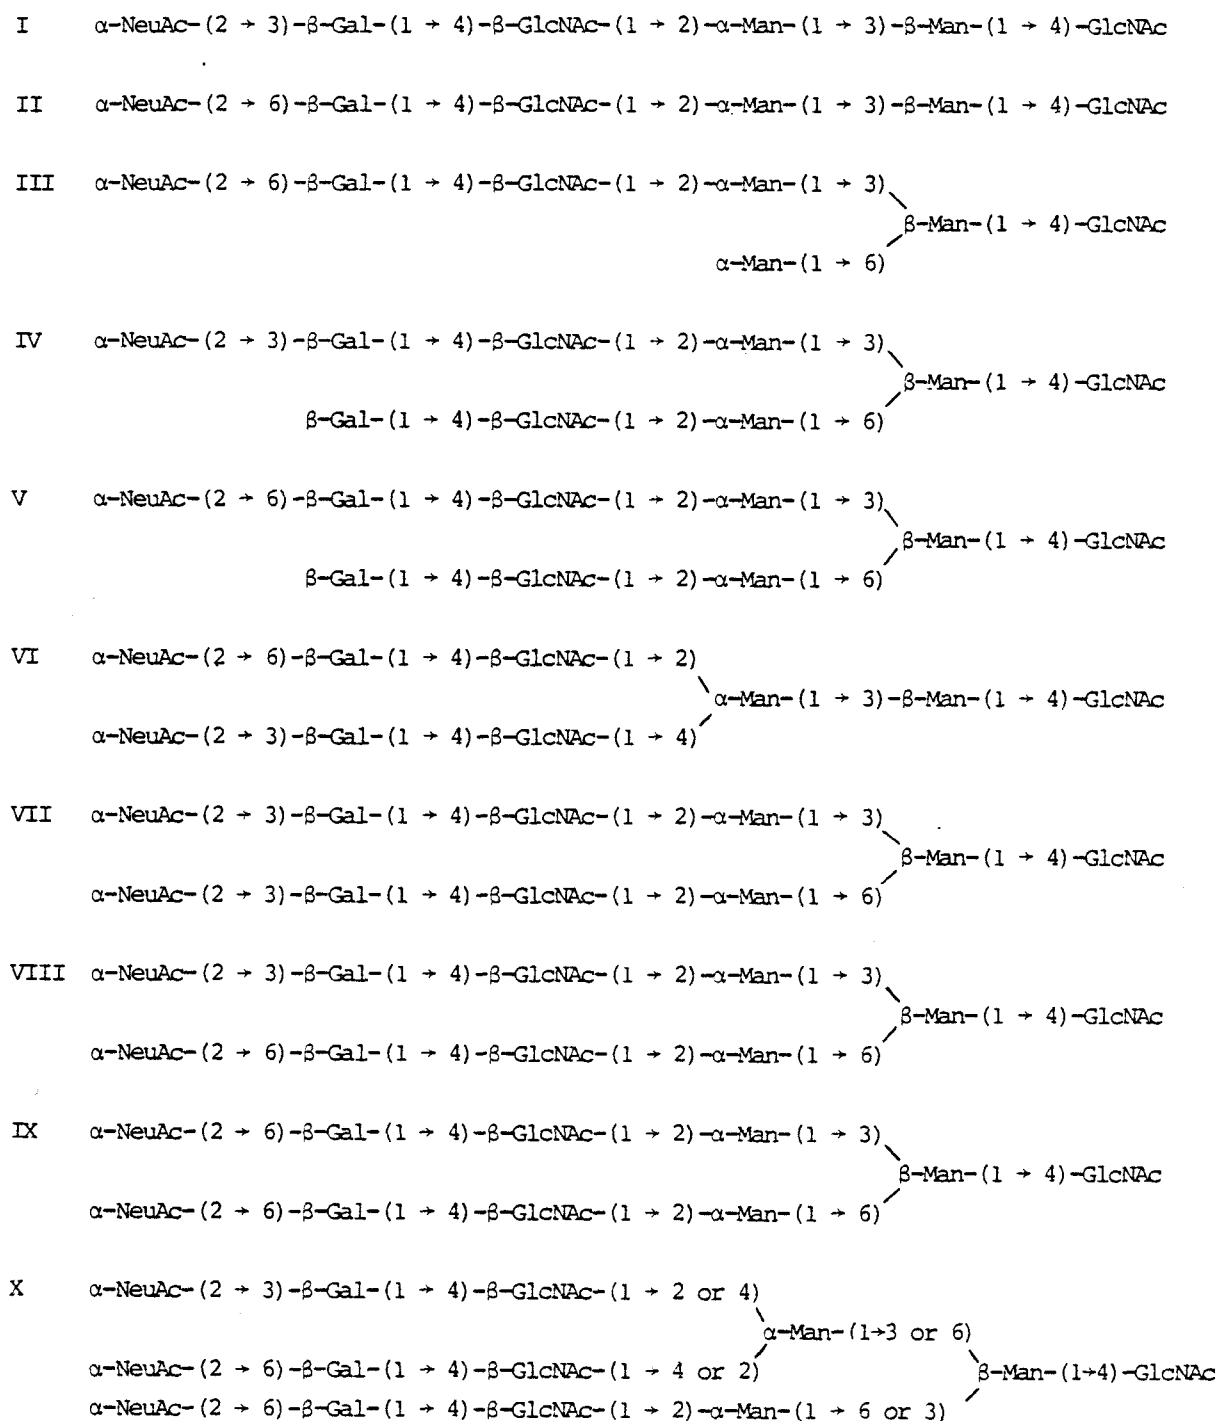 I α-NeuAc-(2 → 3)-β-Gal-(1 → 4)-β-GlcNAc-(1 → 2)-α-Man-(1 → 3)-β-Man-(1 → 4)-GlcNAc
II α-NeuAc-(2 → 6)-β-Gal-(1 → 4)-β-GlcNAc-(1 → 2)-α-Man-(1 → 3)-β-Man-(1 → 4)-GlcNAc
III α-NeuAc-(2 → 6)-β-Gal-(1 → 4)-β-GlcNAc-(1 → 2)-α-Man-(1 → 3)
β-Man-(1 → 4)-GlcNAc
α-Man-(1 → 6)
IV α-NeuAc-(2 → 3)-β-Gal-(1 → 4)-β-GlcNAc-(1 → 2)-α-Man-(1 → 3)
β-Man-(1 → 4)-GlcNAc
β-Gal-(1 → 4)-β-GlcNAc-(1 → 2)-α-Man-(1 → 6)
V α-NeuAc-(2 → 6)-β-Gal-(1 → 4)-β-GlcNAc-(1 → 2)-α-Man-(1 → 3)
β-Man-(1 → 4)-GlcNAc
β-Gal-(1 → 4)-β-GlcNAc-(1 → 2)-α-Man-(1 → 6)
VI α-NeuAc-(2 → 6)-β-Gal-(1 → 4)-β-GlcNAc-(1 → 2)
α-Man-(1 → 3)-β-Man-(1 → 4)-GlcNAc
α-NeuAc-(2 → 3)-β-Gal-(1 → 4)-β-GlcNAc-(1 → 4)
VII α-NeuAc-(2 → 3)-β-Gal-(1 → 4)-β-GlcNAc-(1 → 2)-α-Man-(1 → 3)
β-Man-(1 → 4)-GlcNAc
α-NeuAc-(2 → 3)-β-Gal-(1 → 4)-β-GlcNAc-(1 → 2)-α-Man-(1 → 6)
VIII α-NeuAc-(2 → 3)-β-Gal-(1 → 4)-β-GlcNAc-(1 → 2)-α-Man-(1 → 3)
β-Man-(1 → 4)-GlcNAc
α-NeuAc-(2 → 6)-β-Gal-(1 → 4)-β-GlcNAc-(1 → 2)-α-Man-(1 → 6)
IX α-NeuAc-(2 → 6)-β-Gal-(1 → 4)-β-GlcNAc-(1 → 2)-α-Man-(1 → 3)
β-Man-(1 → 4)-GlcNAc
α-NeuAc-(2 → 6)-β-Gal-(1 → 4)-β-GlcNAc-(1 → 2)-α-Man-(1 → 6)
X α-NeuAc-(2 → 3)-β-Gal-(1 → 4)-β-GlcNAc-(1 → 2 or 4)
α-Man-(1→3 or 6)
α-NeuAc-(2 → 6)-β-Gal-(1 → 4)-β-GlcNAc-(1 → 4 or 2)
β-Man-(1→4)-GlcNAc
α-NeuAc-(2 → 6)-β-Gal-(1 → 4)-β-GlcNAc-(1 → 2)-α-Man-(1 → 6 or 3)